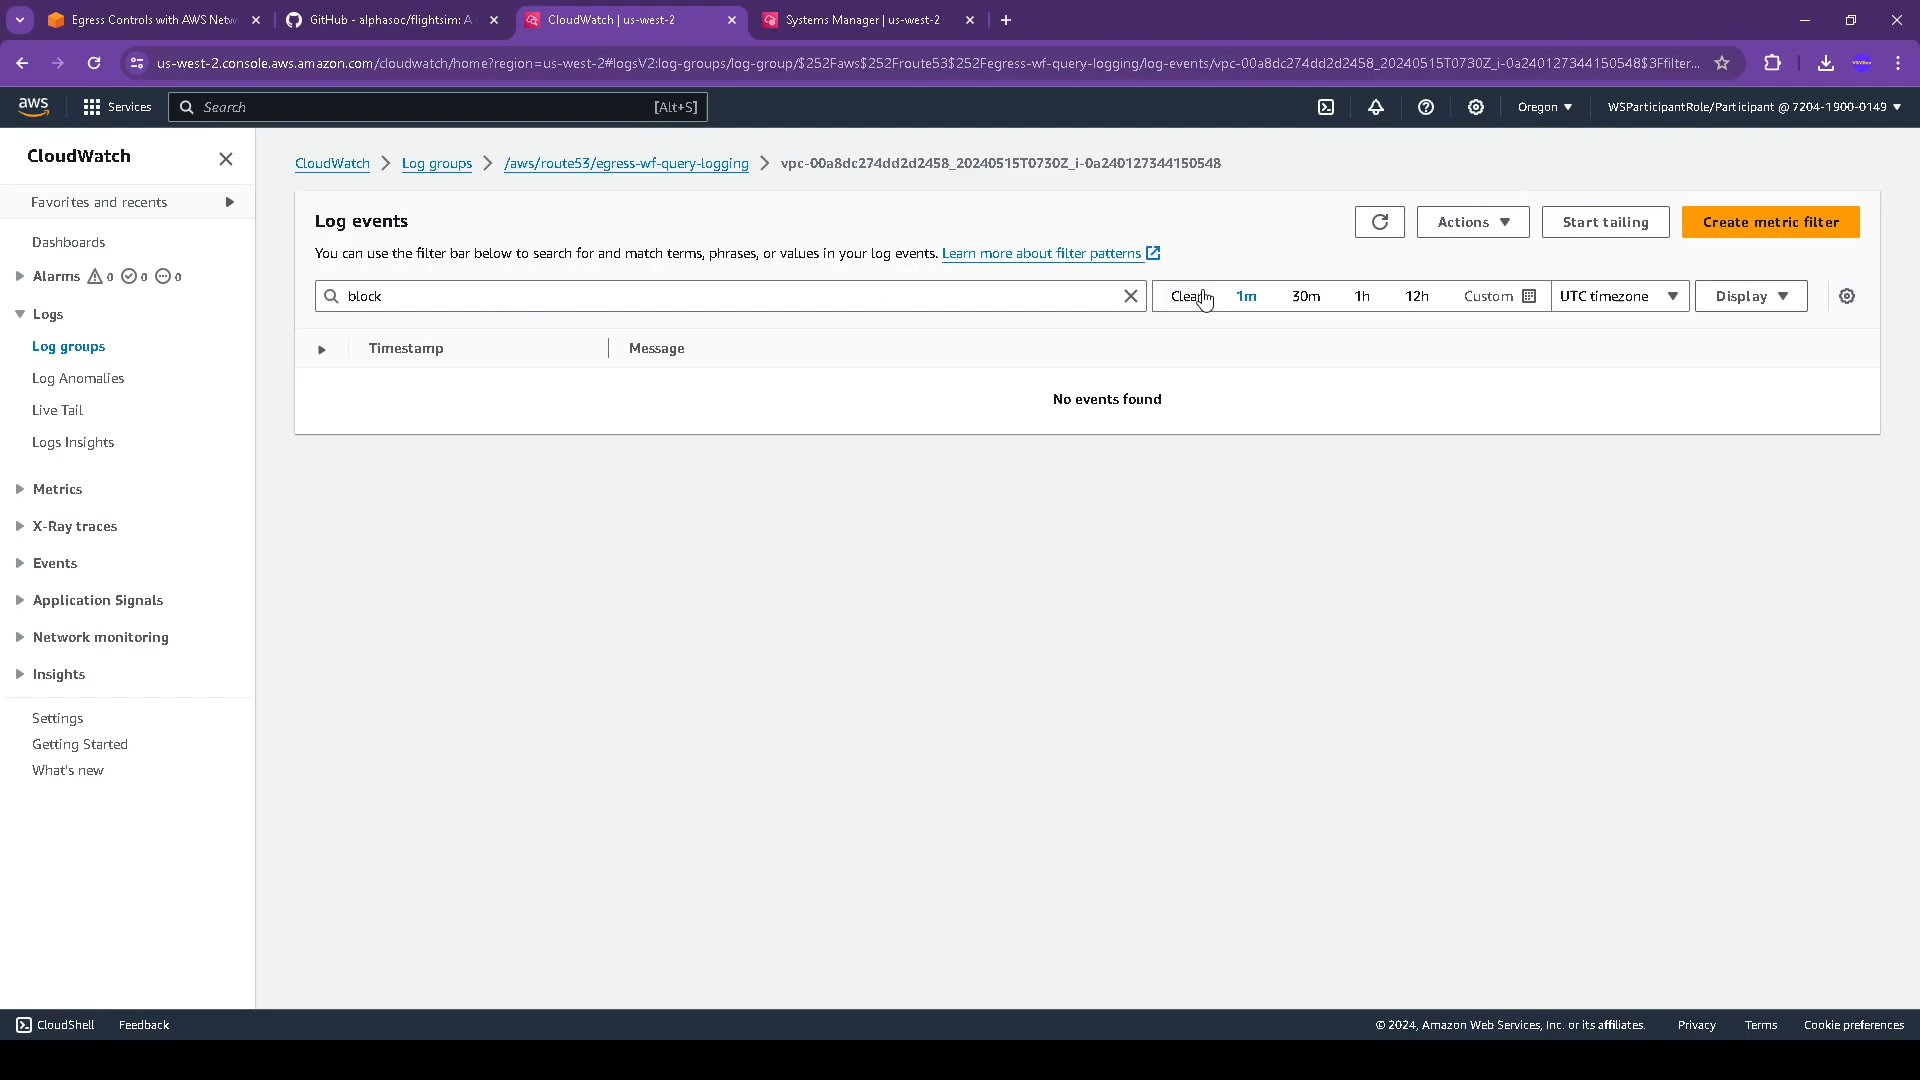 Egress Controls with AWS Netw
GitHub - alphasoc/flightsim: A
CloudWatch | us-west-2
Systems Manager | us-west-2
us-west-2.console.aws.amazon.com/cloudwatch/home?region=us-west-2#logsV2:log-groups/log-group/$252Faws$252Froute53$252Fegress-wf-query-logging/log-events/vpc-00a8dc274dd2d2458_20240515T0730Z_i-0a240127344150548$3Ffilter...
aws
Services
Search
[Alt+S]
Oregon
WSParticipantRole/Participant @ 7204-1900-0149
CloudWatch
Favorites and recents
Dashboards
Alarms 0 0 0
Logs
Log groups
Log Anomalies
Live Tail
Logs Insights
Metrics
X-Ray traces
Events
Application Signals
Network monitoring
Insights
Settings
Getting Started
What's new
CloudWatch
Log groups
/aws/route53/egress-wf-query-logging
vpc-00a8dc274dd2d2458_20240515T0730Z_i-0a240127344150548
Log events
Actions
Start tailing
Create metric filter
You can use the filter bar below to search for and match terms, phrases, or values in your log events. Learn more about filter patterns
block
Clear
1m
30m
1h
12h
Custom
UTC timezone
Display
Timestamp
Message
No events found
CloudShell
Feedback
© 2024, Amazon Web Services, Inc. or its affiliates.
Privacy
Terms
Cookie preferences